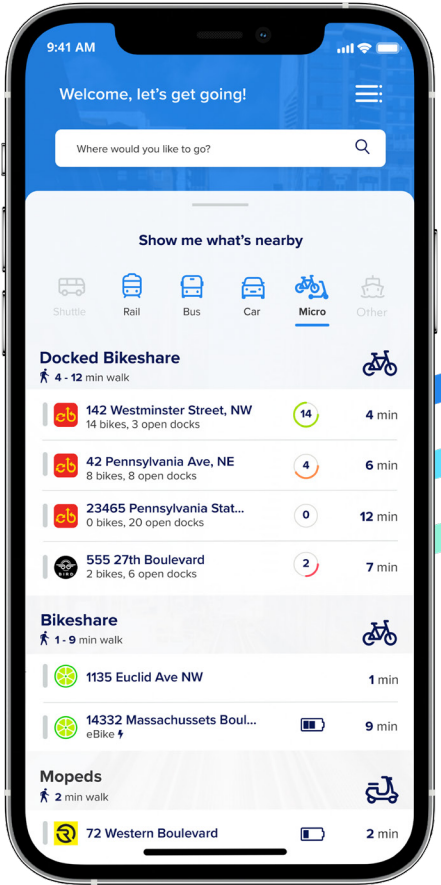 9:41 AM
Welcome, let's get going!
Where would you like to go?
Show me what's nearby
Shuttle Rail Bus Car Micro Other
Docked Bikeshare
4 - 12 min walk
142 Westminster Street, NW 14 4 min
14 bikes, 3 open docks
42 Pennsylvania Ave, NE 4 6 min
8 bikes, 8 open docks
23465 Pennsylvania Stat... 0 12 min
0 bikes, 20 open docks
555 27th Boulevard 2 7 min
BIRD
2 bikes, 6 open docks
Bikeshare
1 - 9 min walk
1135 Euclid Ave NW 1 min
14332 Massachussets Boul... 9 min
eBike
Mopeds
2 min walk
72 Western Boulevard 2 min